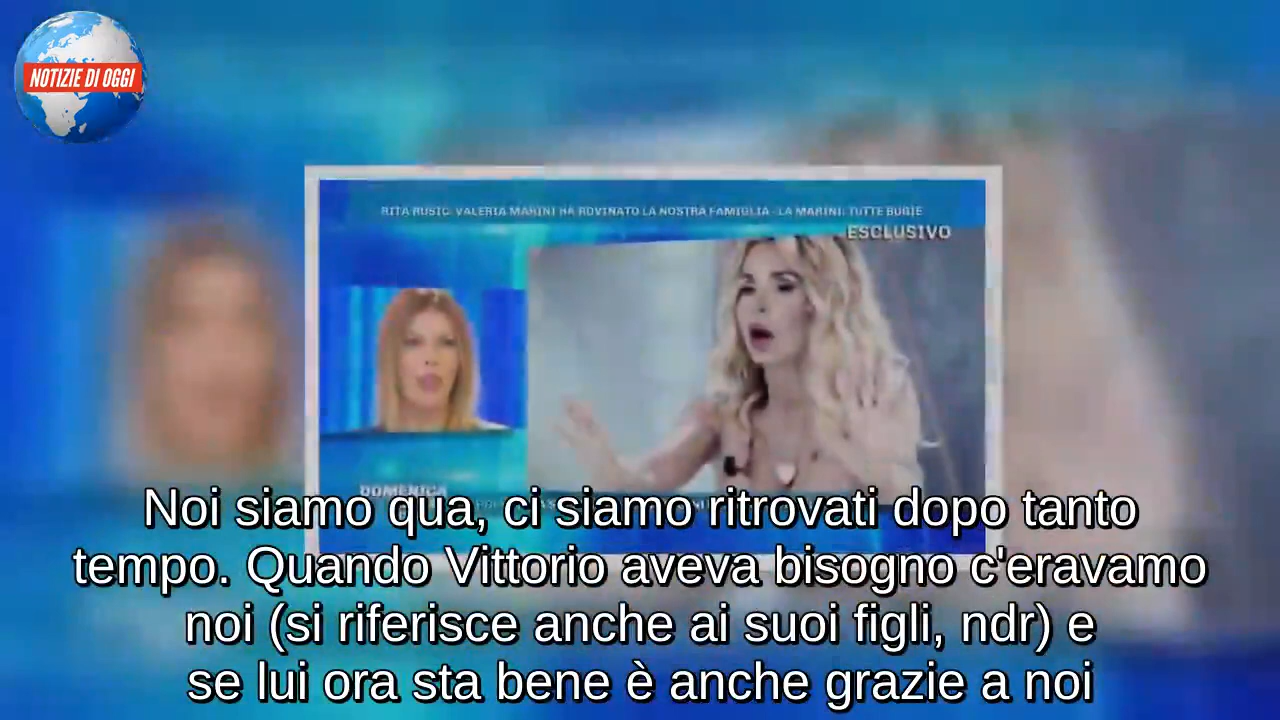 NOTIZIE DI OGGI
RITA RUSIC: VALERIA MARINI HA ROVINATO LA NOSTRA FAMIGLIA - LA MARINI: TUTTE BUGIE
ESCLUSIVO
DOMENICA
Noi siamo qua, ci siamo ritrovati dopo tanto
tempo. Quando Vittorio aveva bisogno c'eravamo
noi (si riferisce anche ai suoi figli, ndr) e
se lui ora sta bene è anche grazie a noi